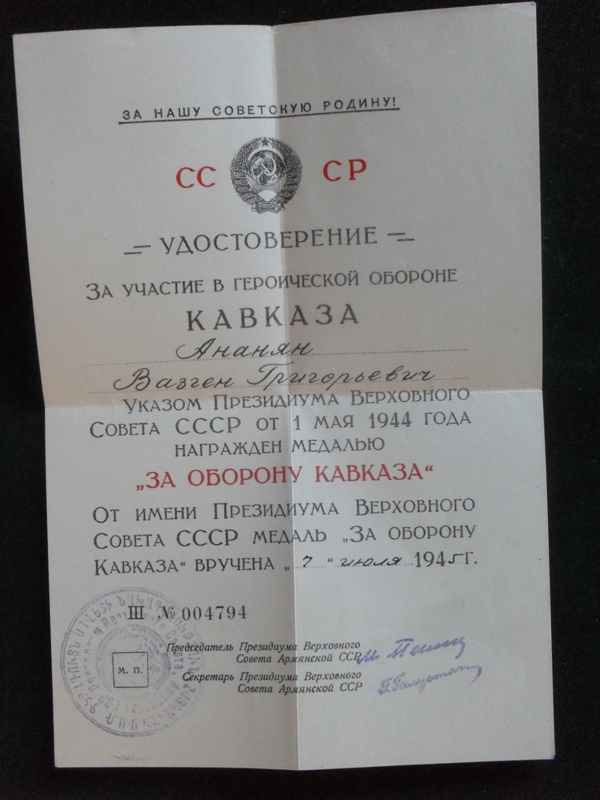 ЗА НАШУ СОВЕТСКУЮ РОДИНУ!
СССР
УДОСТОВЕРЕНИЕ
ЗА УЧАСТИЕ В ГЕРОИЧЕСКОЙ ОБОРОНЕ
КАВКАЗА
Ананян
Вазген Григорьевич
УКАЗОМ ПРЕЗИДИУМА ВЕРХОВНОГО
СОВЕТА СССР ОТ 1 МАЯ 1944 ГОДА
НАГРАЖДЕН МЕДАЛЬЮ
„ЗА ОБОРОНУ КАВКАЗА“
ОТ ИМЕНИ ПРЕЗИДИУМА ВЕРХОВНОГО
СОВЕТА СССР МЕДАЛЬ „ЗА ОБОРОНУ
КАВКАЗА“ ВРУЧЕНА „7“ июля 1945 г.
Ш № 004794
Председатель Президиума Верховного
Совета Армянской ССР
М. П.
Секретарь Президиума Верховного
Совета Армянской ССР